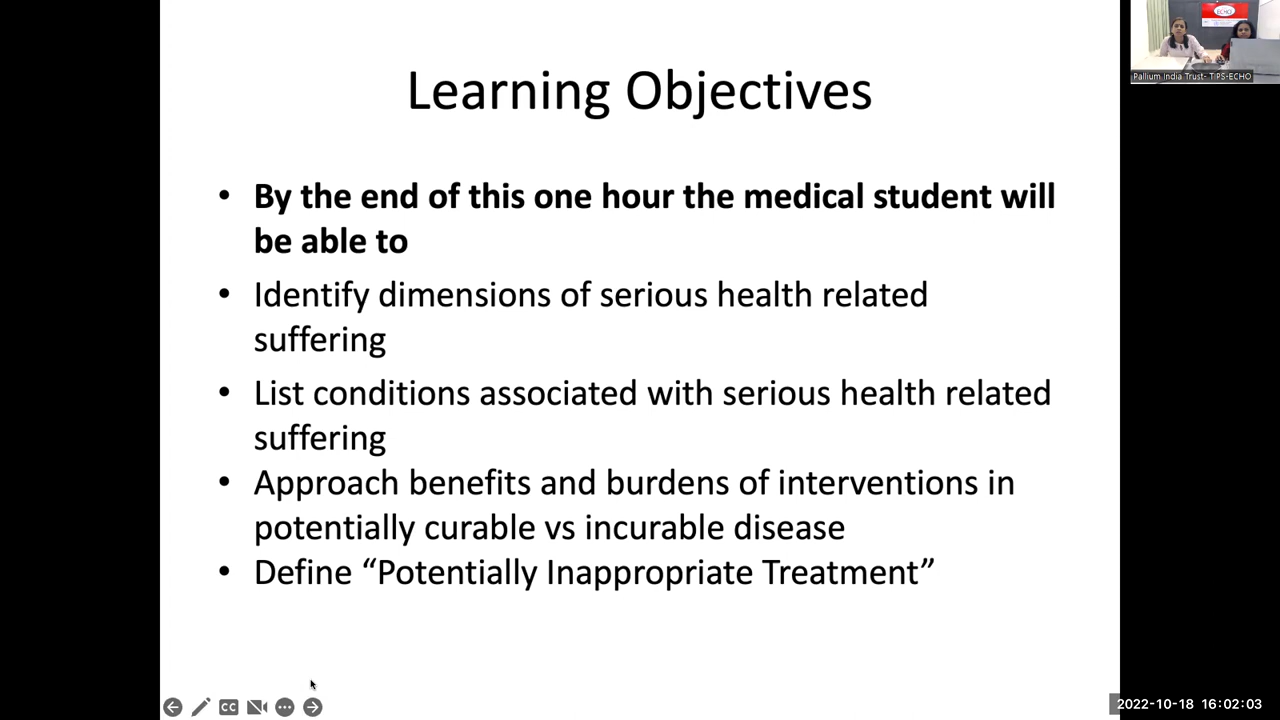 Learning Objectives
• By the end of this one hour the medical student will
be able to
• Identify dimensions of serious health related
suffering
• List conditions associated with serious health related
suffering
• Approach benefits and burdens of interventions in
potentially curable vs incurable disease
• Define “Potentially Inappropriate Treatment”
ECHO
Pallium India Trust- TIPS-ECHO
CC
2022-10-18 16:02:03